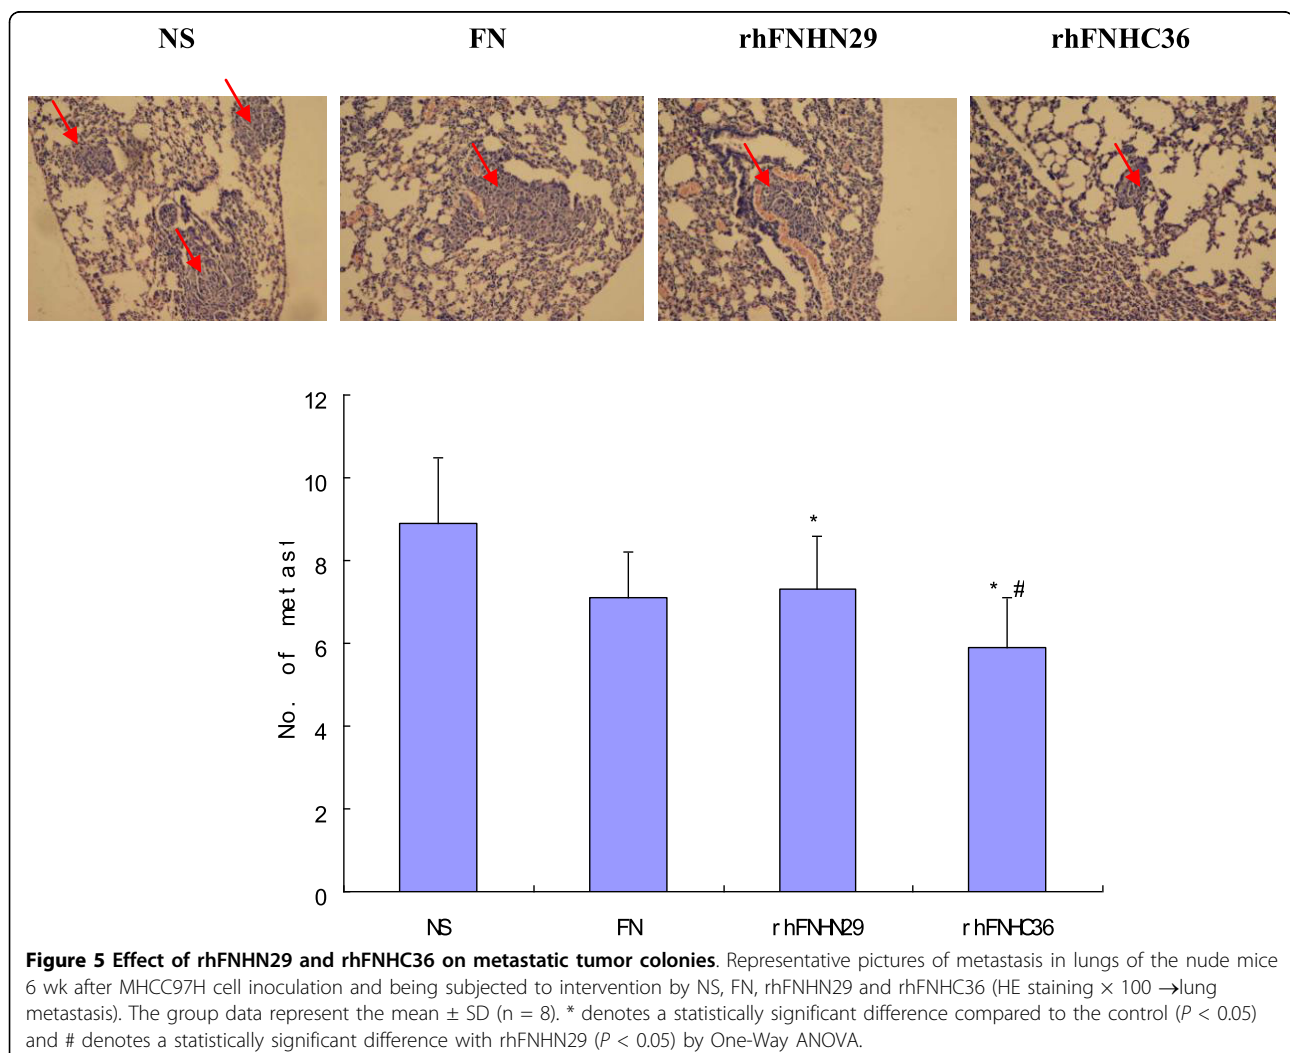 NS FN rhFNHN29 rhFNHC36
12
10
8
6
4
2
0
No. of metast
*
* #
NS FN rhFNHN29 rhFNHC36
Figure 5 Effect of rhFNHN29 and rhFNHC36 on metastatic tumor colonies. Representative pictures of metastasis in lungs of the nude mice
6 wk after MHCC97H cell inoculation and being subjected to intervention by NS, FN, rhFNHN29 and rhFNHC36 (HE staining × 100 →lung
metastasis). The group data represent the mean ± SD (n = 8). * denotes a statistically significant difference compared to the control (P < 0.05)
and # denotes a statistically significant difference with rhFNHN29 (P < 0.05) by One-Way ANOVA.